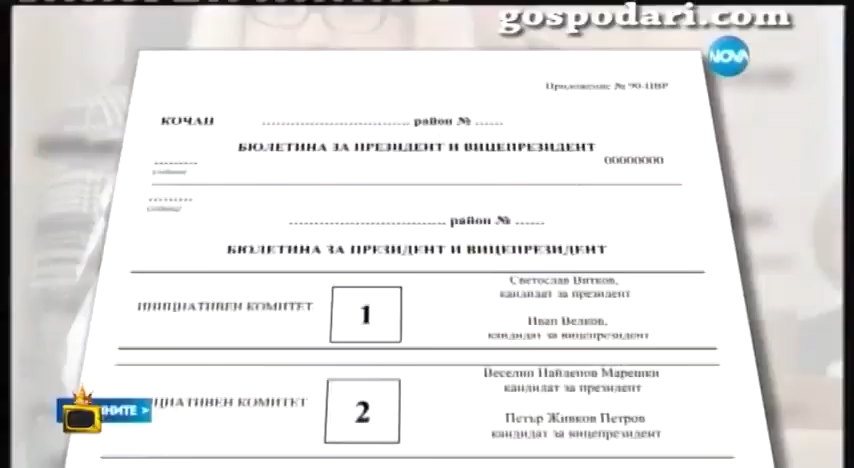 gospodari.com
NOVA
Приложение № 90-ПВР
КОЧАН .................................... район № ......
БЮЛЕТИНА ЗА ПРЕЗИДЕНТ И ВИЦЕПРЕЗИДЕНТ
00000000
.................................... район № ......
БЮЛЕТИНА ЗА ПРЕЗИДЕНТ И ВИЦЕПРЕЗИДЕНТ
ИНИЦИАТИВЕН КОМИТЕТ
1
Светослав Витков,
кандидат за президент
Иван Велков,
кандидат за вицепрезидент
ИЦИАТИВЕН КОМИТЕТ
2
Веселин Найденов Марешки
кандидат за президент
Петър Живков Петров
кандидат за вицепрезидент
НИТЕ >